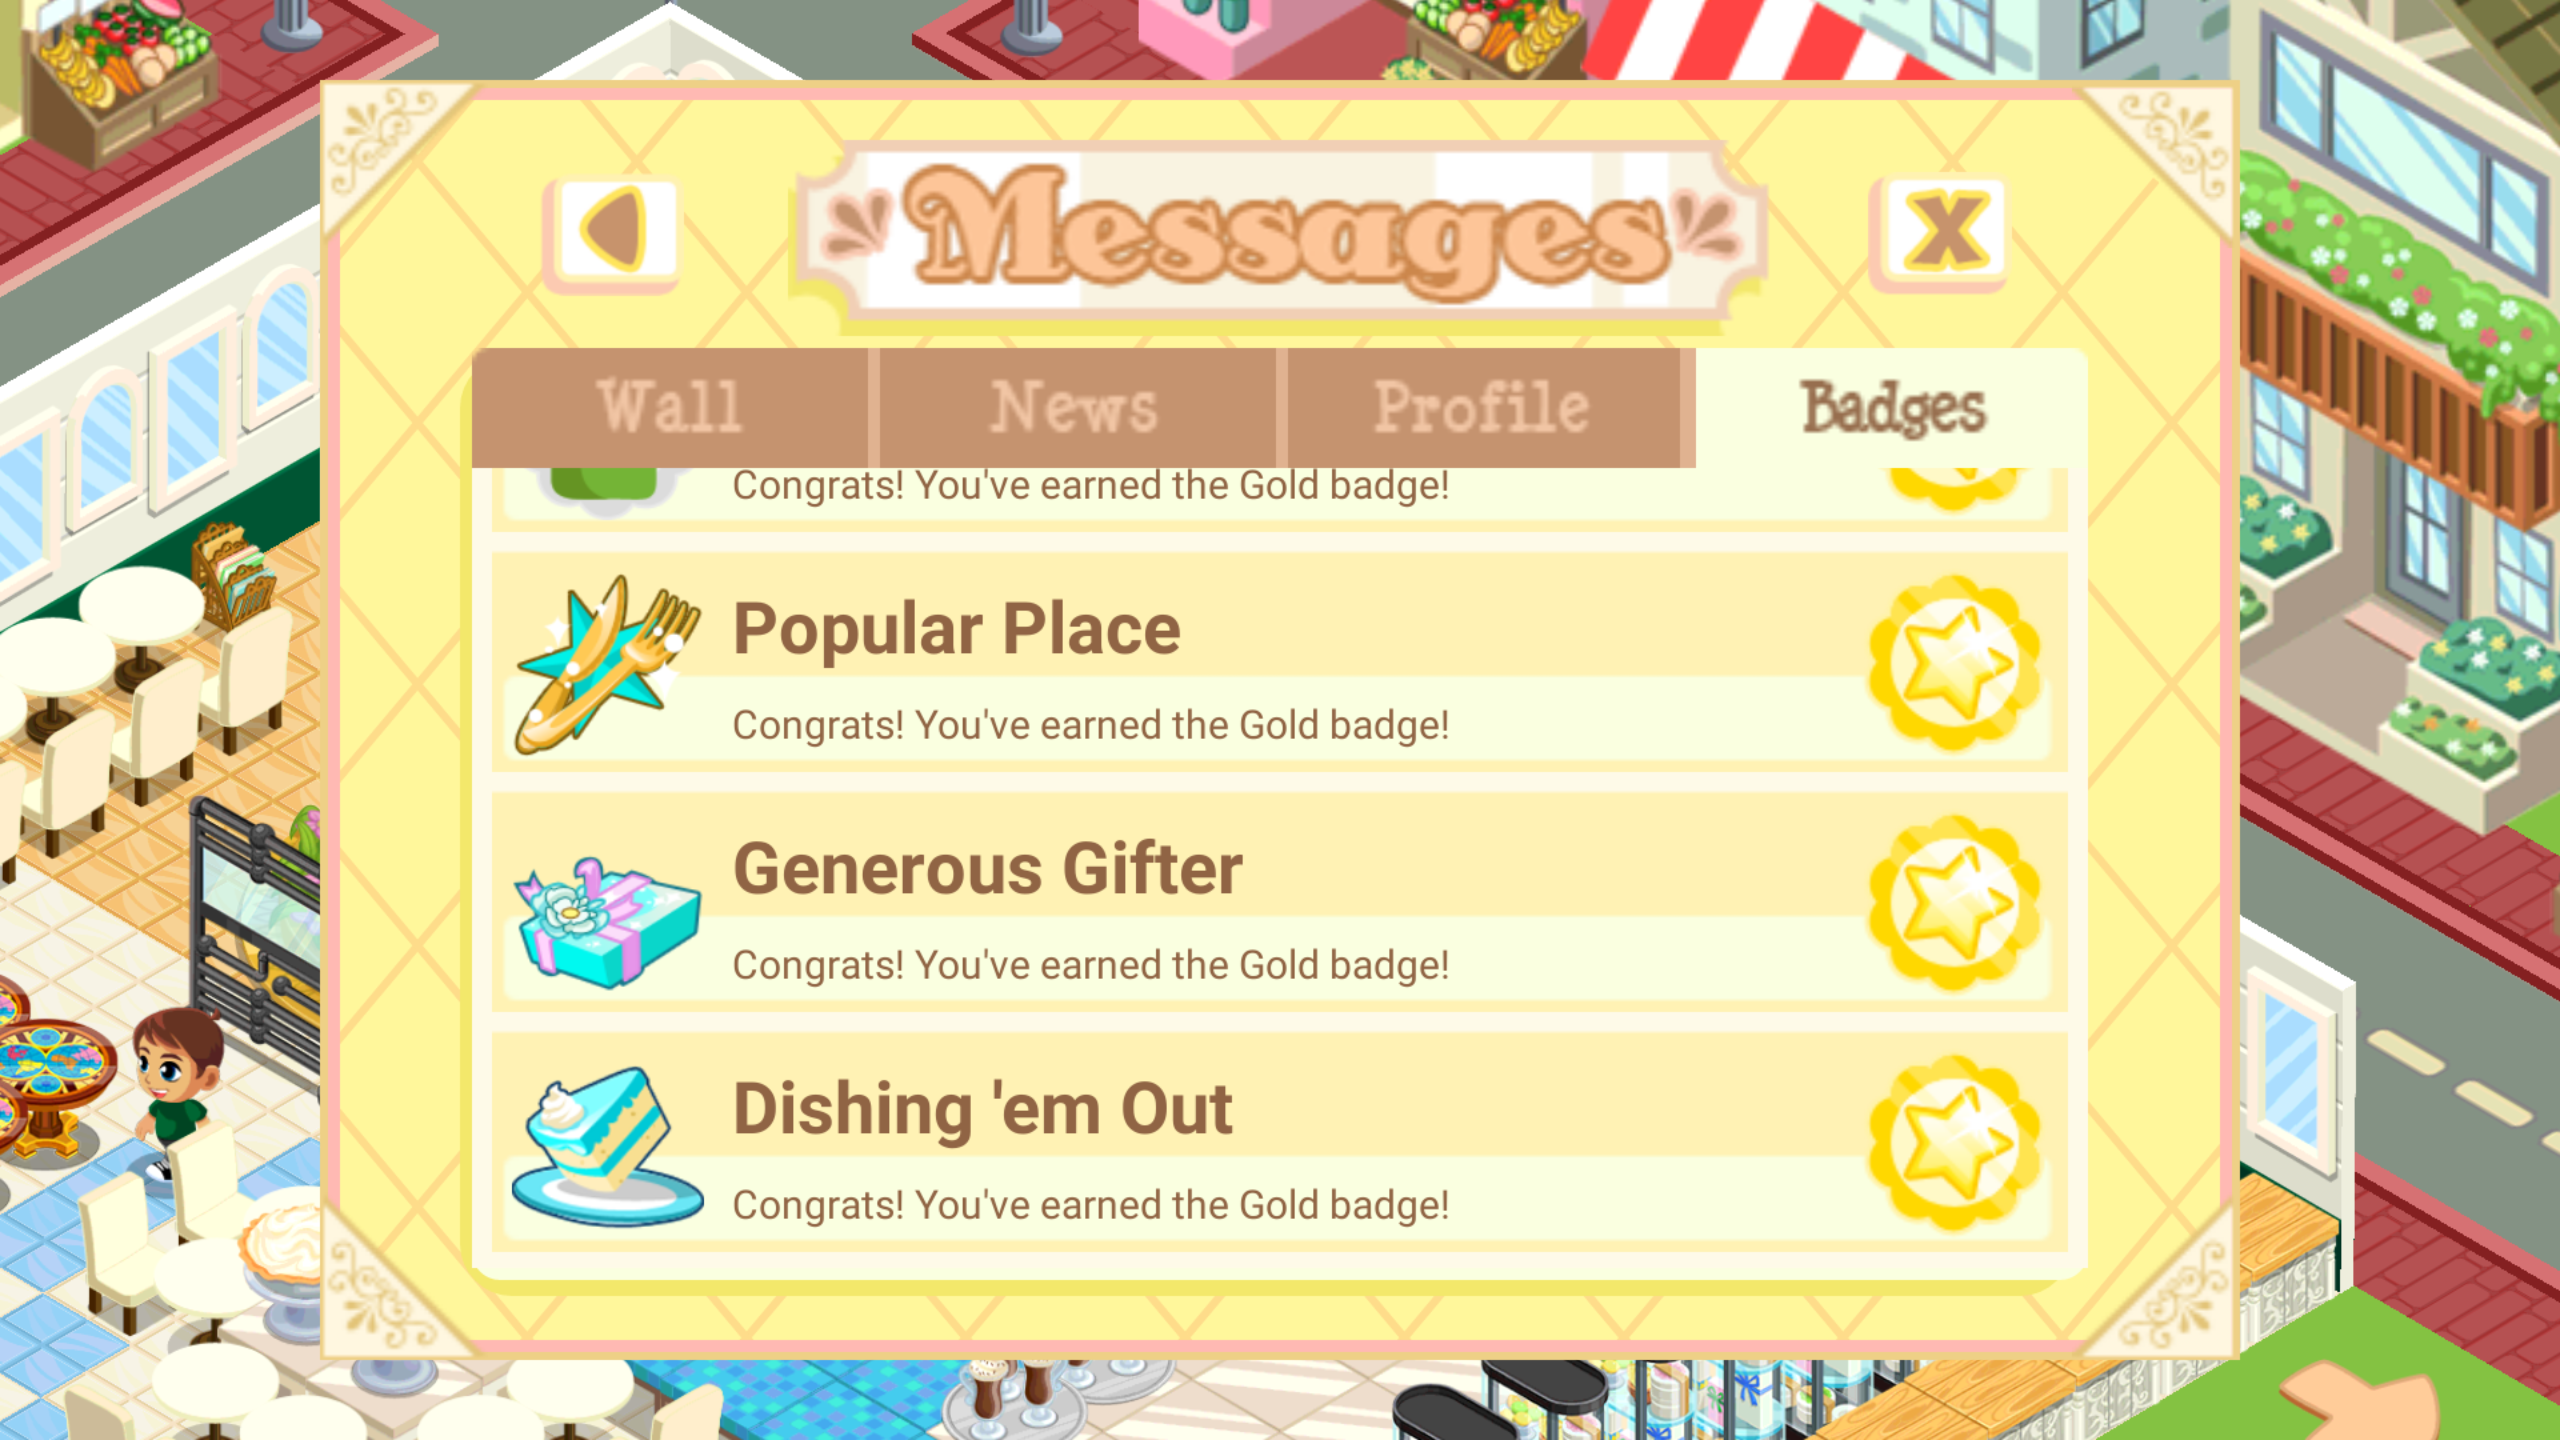 Messages
Wall
News
Profile
Badges
Congrats! You've earned the Gold badge!
Popular Place
Congrats! You've earned the Gold badge!
Generous Gifter
Congrats! You've earned the Gold badge!
Dishing 'em Out
Congrats! You've earned the Gold badge!